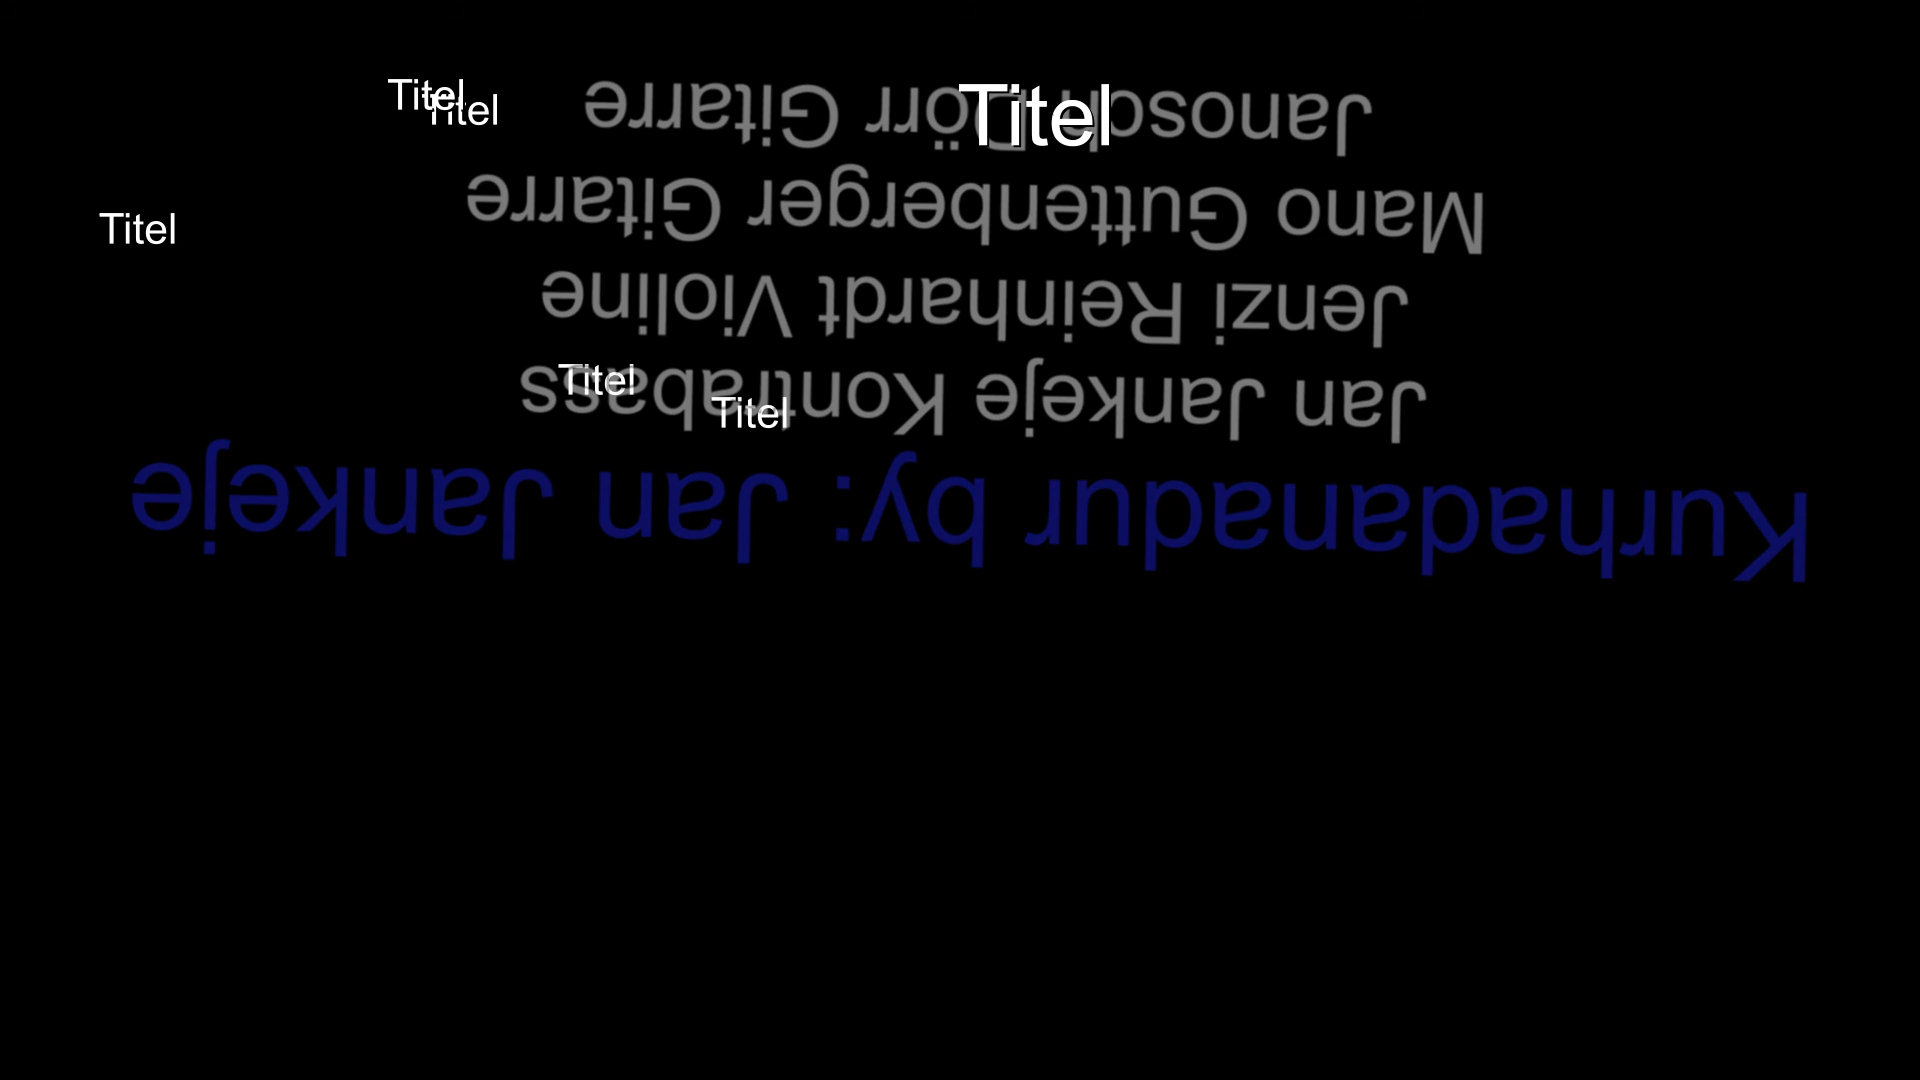 Kurhadanadur by: Jan Jankeje
Jan Jankeje Kontrabass
Jenzi Reinhardt Violine
Mano Guttenberger Gitarre
Janosch Dörr Gitarre
Titel
Titel
Titel
Titel
Titel
Titel